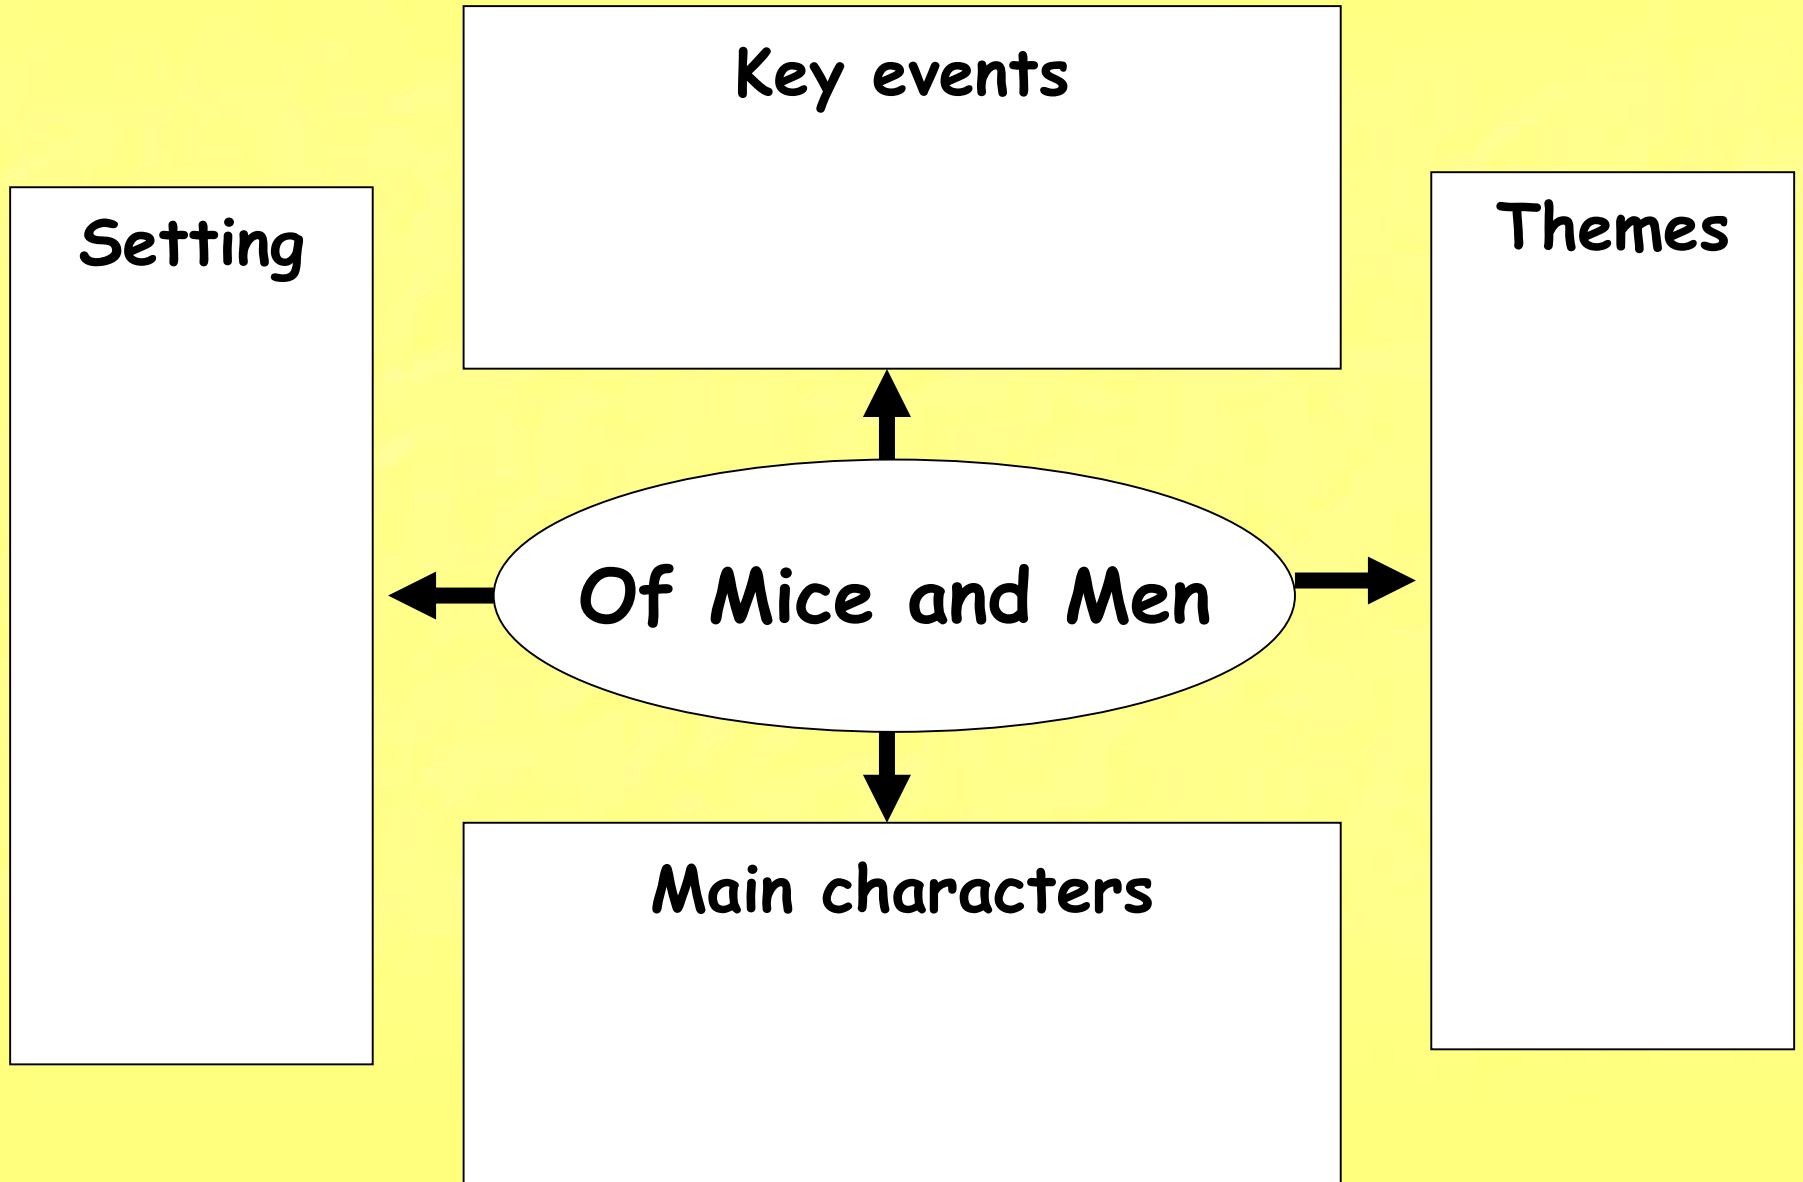 Key events
Setting
Themes
Of Mice and Men
Main characters